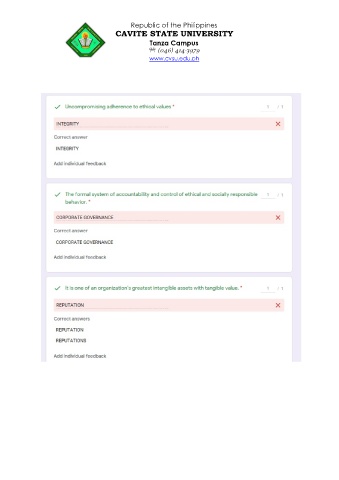 Republic of the Philippines
CAVITE STATE UNIVERSITY
Tanza Campus
☏ (046) 414-3979
www.cvsu.edu.ph
Uncompromising adherence to ethical values *
1 / 1
INTEGRITY
Correct answer
INTEGRITY
Add individual feedback
The formal system of accountability and control of ethical and socially responsible
behavior. *
1 / 1
CORPORATE GOVERNANCE
Correct answer
CORPORATE GOVERNANCE
Add individual feedback
It is one of an organization's greatest intangible assets with tangible value. *
1 / 1
REPUTATION
Correct answers
REPUTATION
REPUTATIONS
Add individual feedback